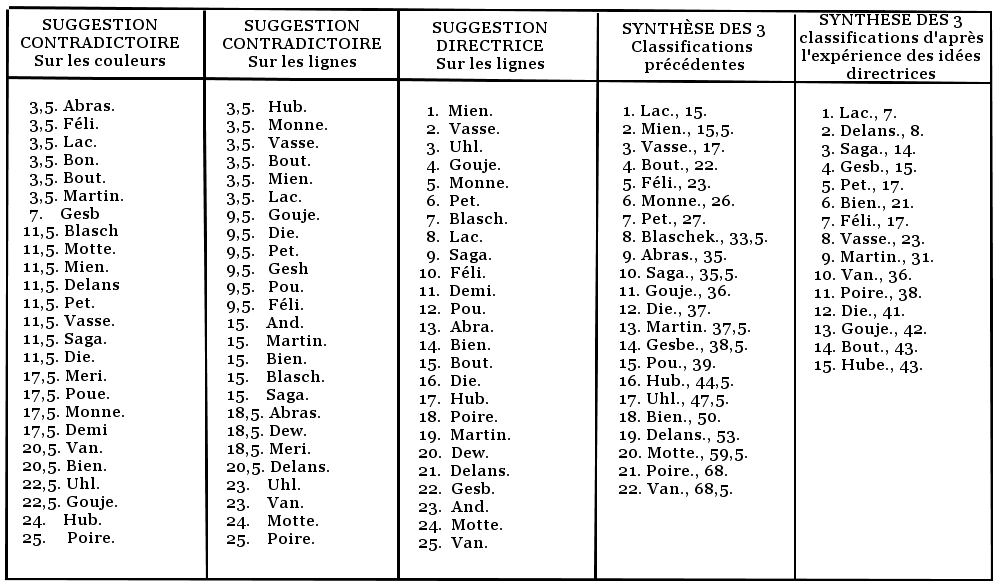 SUGGESTION
CONTRADICTOIRE
Sur les couleurs
3,5. Abras.
3,5. Féli.
3,5. Lac.
3,5. Bon.
3,5. Bout.
3,5. Martin.
7. Gesb
11,5. Blasch
11,5. Motte.
11,5. Mien.
11,5. Delans
11,5. Pet.
11,5. Vasse.
11,5. Saga.
11,5. Die.
17,5. Meri.
17,5. Poue.
17,5. Monne.
17,5. Demi
20,5. Van.
20,5. Bien.
22,5. Uhl.
22,5. Gouje.
24. Hub.
25. Poire.
SUGGESTION
CONTRADICTOIRE
Sur les lignes
3,5. Hub.
3,5. Monne.
3,5. Vasse.
3,5. Bout.
3,5. Mien.
3,5. Lac.
9,5. Gouje.
9,5. Die.
9,5. Pet.
9,5. Gesh
9,5. Pou.
9,5. Féli.
15. And.
15. Martin.
15. Bien.
15. Blasch.
15. Saga.
18,5. Abras.
18,5. Dew.
18,5. Meri.
20,5. Delans.
23. Uhl.
23. Van.
24. Motte.
25. Poire.
SUGGESTION
DIRECTRICE
Sur les lignes
1. Mien.
2. Vasse.
3. Uhl.
4. Gouje.
5. Monne.
6. Pet.
7. Blasch.
8. Lac.
9. Saga.
10. Féli.
11. Demi.
12. Pou.
13. Abra.
14. Bien.
15. Bout.
16. Die.
17. Hub.
18. Poire.
19. Martin.
20. Dew.
21. Delans.
22. Gesb.
23. And.
24. Motte.
25. Van.
SYNTHÈSE DES 3
Classifications
précédentes
1. Lac., 15.
2. Mien., 15,5.
3. Vasse., 17.
4. Bout., 22.
5. Féli., 23.
6. Monne., 26.
7. Pet., 27.
8. Blaschek., 33,5.
9. Abras., 35.
10. Saga., 35,5.
11. Gouje., 36.
12. Die., 37.
13. Martin. 37,5.
14. Gesbe., 38,5.
15. Pou., 39.
16. Hub., 44,5.
17. Uhl., 47,5.
18. Bien., 50.
19. Delans., 53.
20. Motte., 59,5.
21. Poire., 68.
22. Van., 68,5.
SYNTHÈSE DES 3
classifications d'après
l'expérience des idées
directrices
1. Lac., 7.
2. Delans., 8.
3. Saga., 14.
4. Gesb., 15.
5. Pet., 17.
6. Bien., 21.
7. Féli., 17.
8. Vasse., 23.
9. Martin., 31.
10. Van., 36.
11. Poire., 38.
12. Die., 41.
13. Gouje., 42.
14. Bout., 43.
15. Hube., 43.